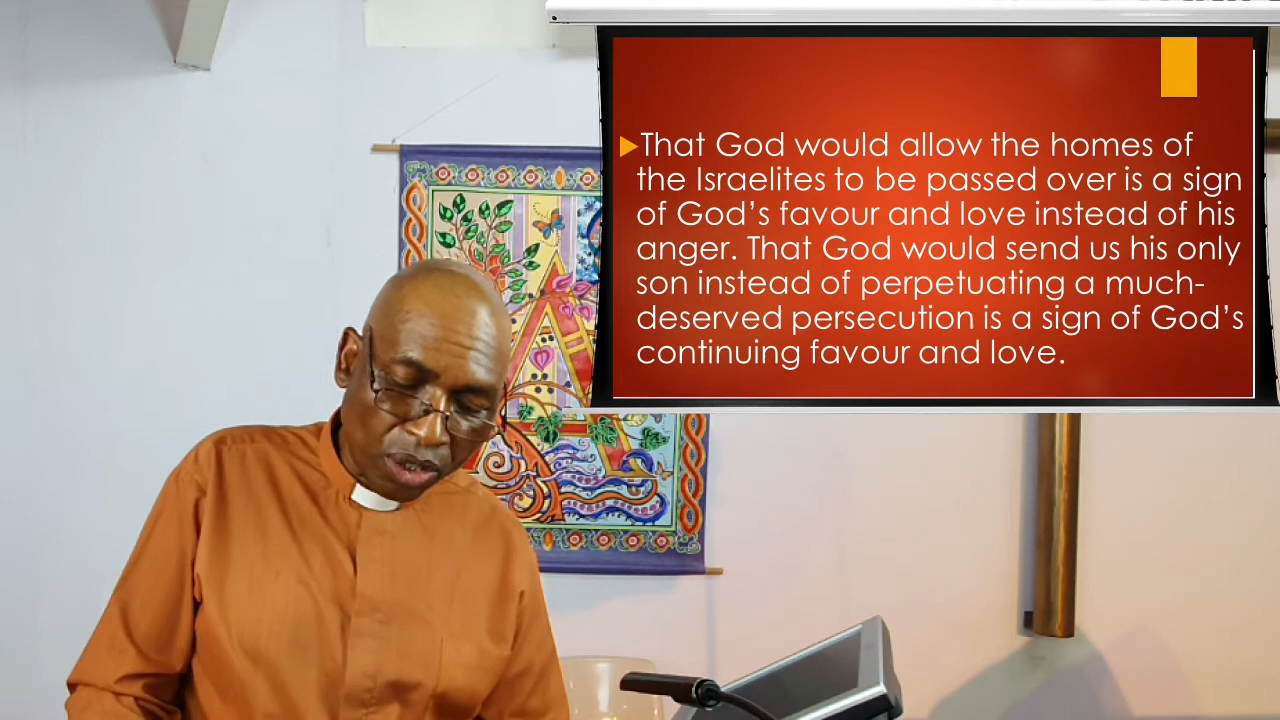 That God would allow the homes of
the Israelites to be passed over is a sign
of God's favour and love instead of his
anger. That God would send us his only
son instead of perpetuating a much-
deserved persecution is a sign of God's
continuing favour and love.